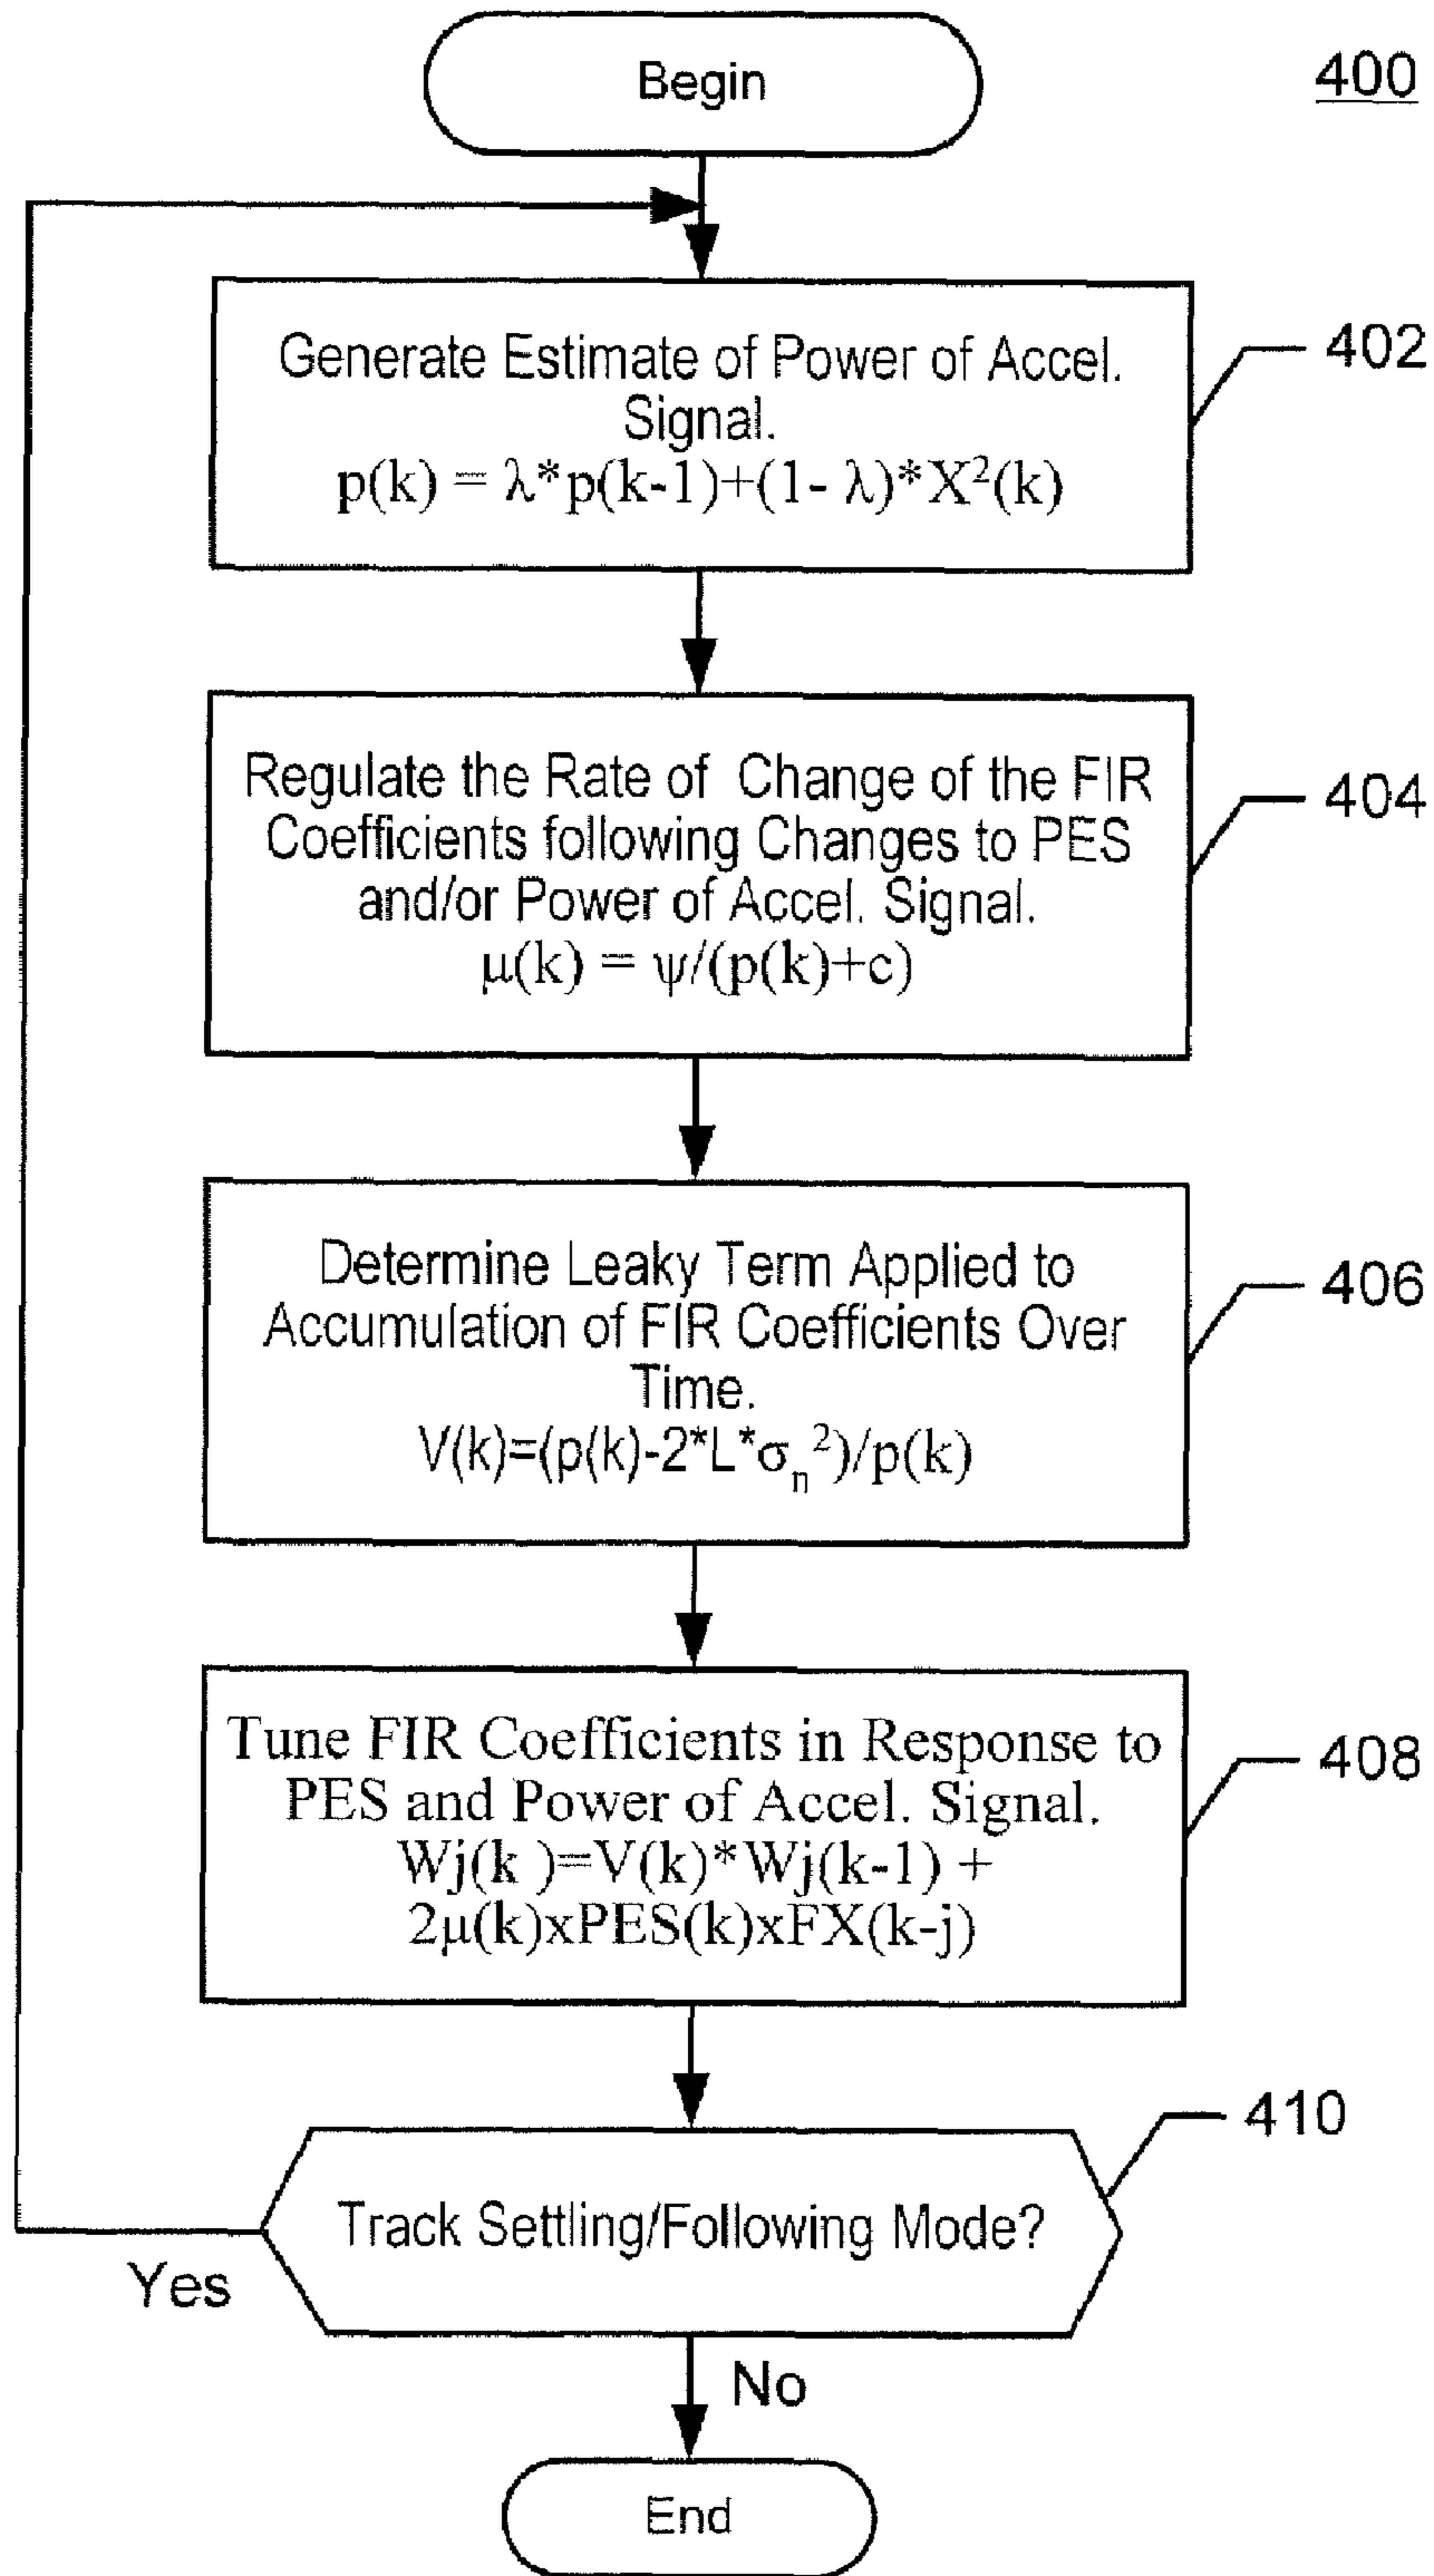 Begin
400
Generate Estimate of Power of Accel.
Signal.
p(k) = λ*p(k-1)+(1- λ)*X²(k)
402
Regulate the Rate of Change of the FIR
Coefficients following Changes to PES
and/or Power of Accel. Signal.
μ(k) = ψ/(p(k)+c)
404
Determine Leaky Term Applied to
Accumulation of FIR Coefficients Over
Time.
V(k)=(p(k)-2*L*σₙ²)/p(k)
406
Tune FIR Coefficients in Response to
PES and Power of Accel. Signal.
Wj(k )=V(k)*Wj(k-1) +
2μ(k)xPES(k)xFX(k-j)
408
410
Track Settling/Following Mode?
Yes
No
End